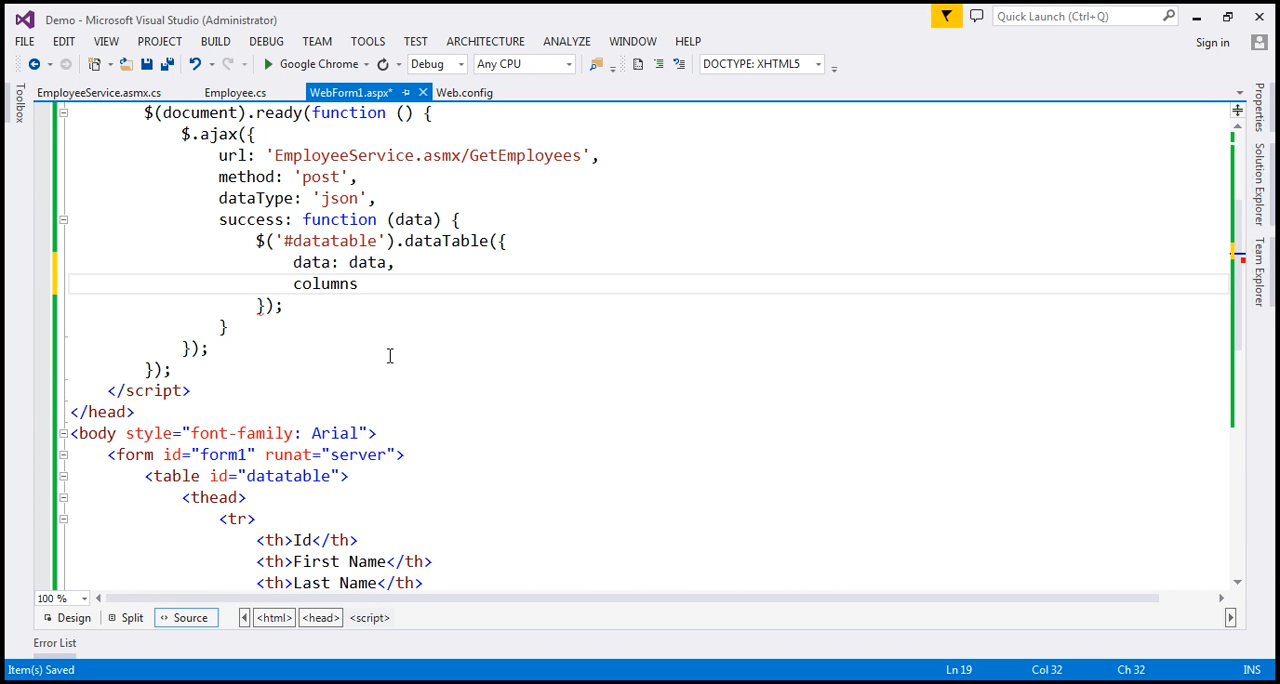 Demo - Microsoft Visual Studio (Administrator)
Quick Launch (Ctrl+Q)
FILE EDIT VIEW PROJECT BUILD DEBUG TEAM TOOLS TEST ARCHITECTURE ANALYZE WINDOW HELP
Sign in
Google Chrome Debug Any CPU DOCTYPE: XHTML5
Toolbox
EmployeeService.asmx.cs Employee.cs WebForm1.aspx* Web.config
Properties
Solution Explorer
Team Explorer
$(document).ready(function () {
$.ajax({
url: 'EmployeeService.asmx/GetEmployees',
method: 'post',
dataType: 'json',
success: function (data) {
$('#datatable').dataTable({
data: data,
columns
});
}
});
});
</script>
</head>
<body style="font-family: Arial">
<form id="form1" runat="server">
<table id="datatable">
<thead>
<tr>
<th>Id</th>
<th>First Name</th>
<th>Last Name</th>
100 %
Design Split Source <html> <head> <script>
Error List
Item(s) Saved Ln 19 Col 32 Ch 32 INS